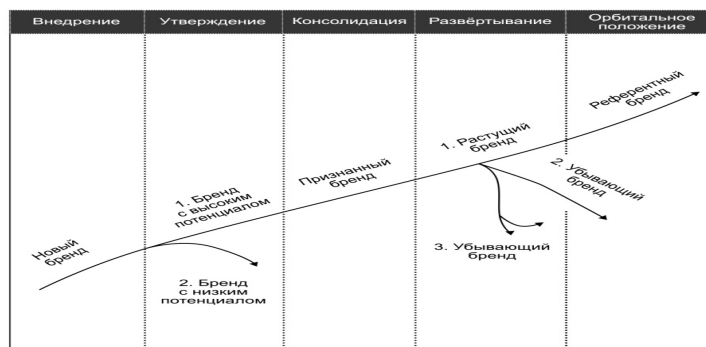 Внедрение
Утверждение
Консолидация
Развёртывание
Орбитальное
положение
Новый
бренд
1. Бренд
с высоким
потенциалом
2. Бренд
с низким
потенциалом
Признанный
бренд
1. Растущий
бренд
2. Убывающий
бренд
3. Убывающий
бренд
Референтный
бренд